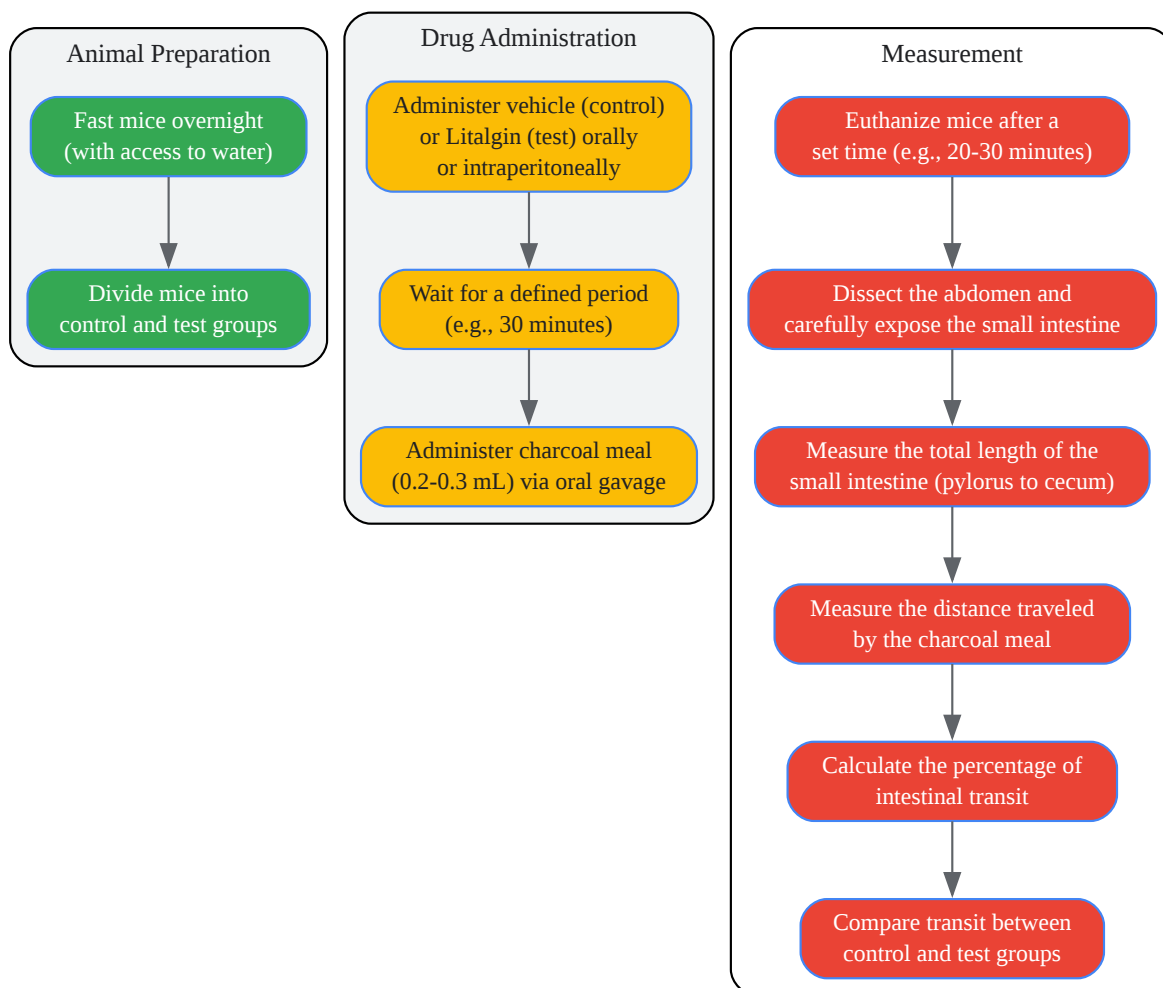 Animal Preparation
Fast mice overnight
(with access to water)
Divide mice into
control and test groups
Drug Administration
Administer vehicle (control)
or Litalgin (test) orally
or intraperitoneally
Wait for a defined period
(e.g., 30 minutes)
Administer charcoal meal
(0.2-0.3 mL) via oral gavage
Measurement
Euthanize mice after a
set time (e.g., 20-30 minutes)
Dissect the abdomen and
carefully expose the small intestine
Measure the total length of the
small intestine (pylorus to cecum)
Measure the distance traveled
by the charcoal meal
Calculate the percentage of
intestinal transit
Compare transit between
control and test groups